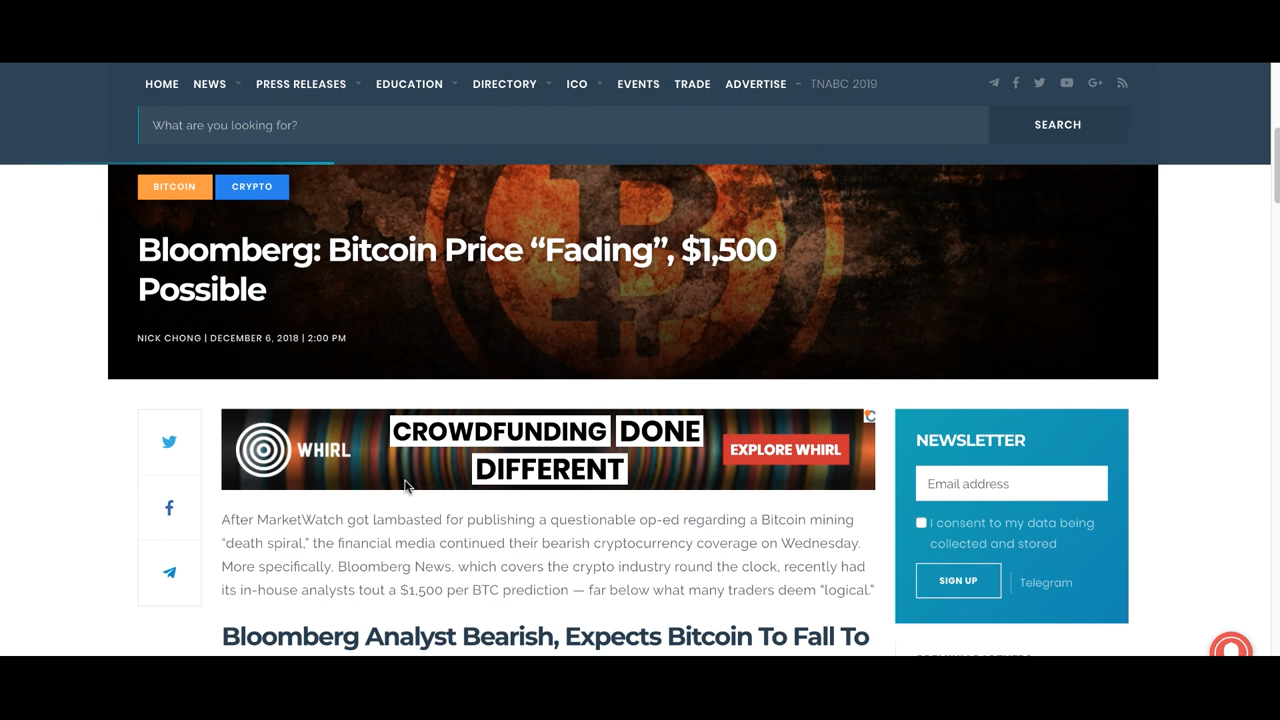 HOME NEWS PRESS RELEASES EDUCATION DIRECTORY ICO EVENTS TRADE ADVERTISE – TNABC 2019
What are you looking for? SEARCH
BITCOIN CRYPTO
Bloomberg: Bitcoin Price “Fading”, $1,500
Possible
NICK CHONG | DECEMBER 6, 2018 | 2:00 PM
WHIRL
CROWDFUNDING DONE
DIFFERENT
EXPLORE WHIRL
After MarketWatch got lambasted for publishing a questionable op-ed regarding a Bitcoin mining
“death spiral,” the financial media continued their bearish cryptocurrency coverage on Wednesday.
More specifically, Bloomberg News, which covers the crypto industry round the clock, recently had
its in-house analysts tout a $1,500 per BTC prediction — far below what many traders deem “logical.”
Bloomberg Analyst Bearish, Expects Bitcoin To Fall To
NEWSLETTER
Email address
I consent to my data being
collected and stored
SIGN UP Telegram